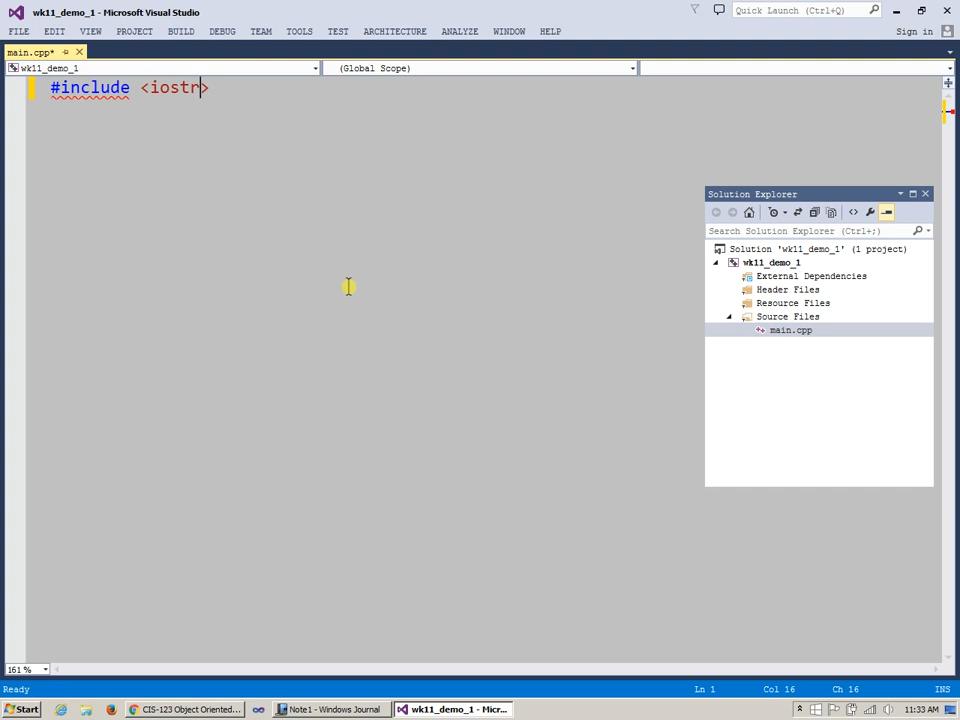 wk11_demo_1 - Microsoft Visual Studio
Quick Launch (Ctrl+Q)
FILE EDIT VIEW PROJECT BUILD DEBUG TEAM TOOLS TEST ARCHITECTURE ANALYZE WINDOW HELP
Sign in
main.cpp*
wk11_demo_1
(Global Scope)
#include <iostr>
Solution Explorer
Search Solution Explorer (Ctrl+;)
Solution 'wk11_demo_1' (1 project)
wk11_demo_1
External Dependencies
Header Files
Resource Files
Source Files
main.cpp
161 %
Ready
Ln 1
Col 16
Ch 16
INS
Start
CIS-123 Object Oriented...
Note1 - Windows Journal
wk11_demo_1 - Micr...
11:33 AM